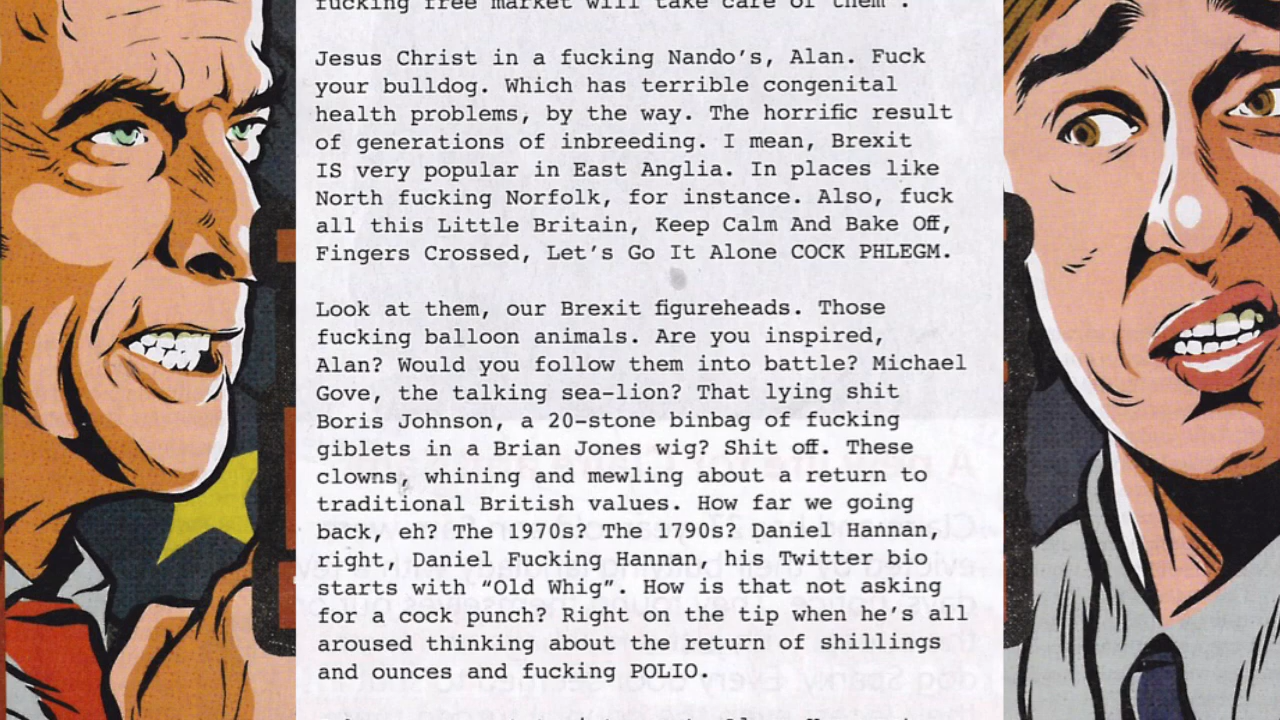 fucking free market will take care of them”.
Jesus Christ in a fucking Nando’s, Alan. Fuck
your bulldog. Which has terrible congenital
health problems, by the way. The horrific result
of generations of inbreeding. I mean, Brexit
IS very popular in East Anglia. In places like
North fucking Norfolk, for instance. Also, fuck
all this Little Britain, Keep Calm And Bake Off,
Fingers Crossed, Let’s Go It Alone COCK PHLEGM.
Look at them, our Brexit figureheads. Those
fucking balloon animals. Are you inspired,
Alan? Would you follow them into battle? Michael
Gove, the talking sea-lion? That lying shit
Boris Johnson, a 20-stone binbag of fucking
giblets in a Brian Jones wig? Shit off. These
clowns, whining and mewling about a return to
traditional British values. How far we going
back, eh? The 1970s? The 1790s? Daniel Hannan,
right, Daniel Fucking Hannan, his Twitter bio
starts with “Old Whig”. How is that not asking
for a cock punch? Right on the tip when he’s all
aroused thinking about the return of shillings
and ounces and fucking POLIO.